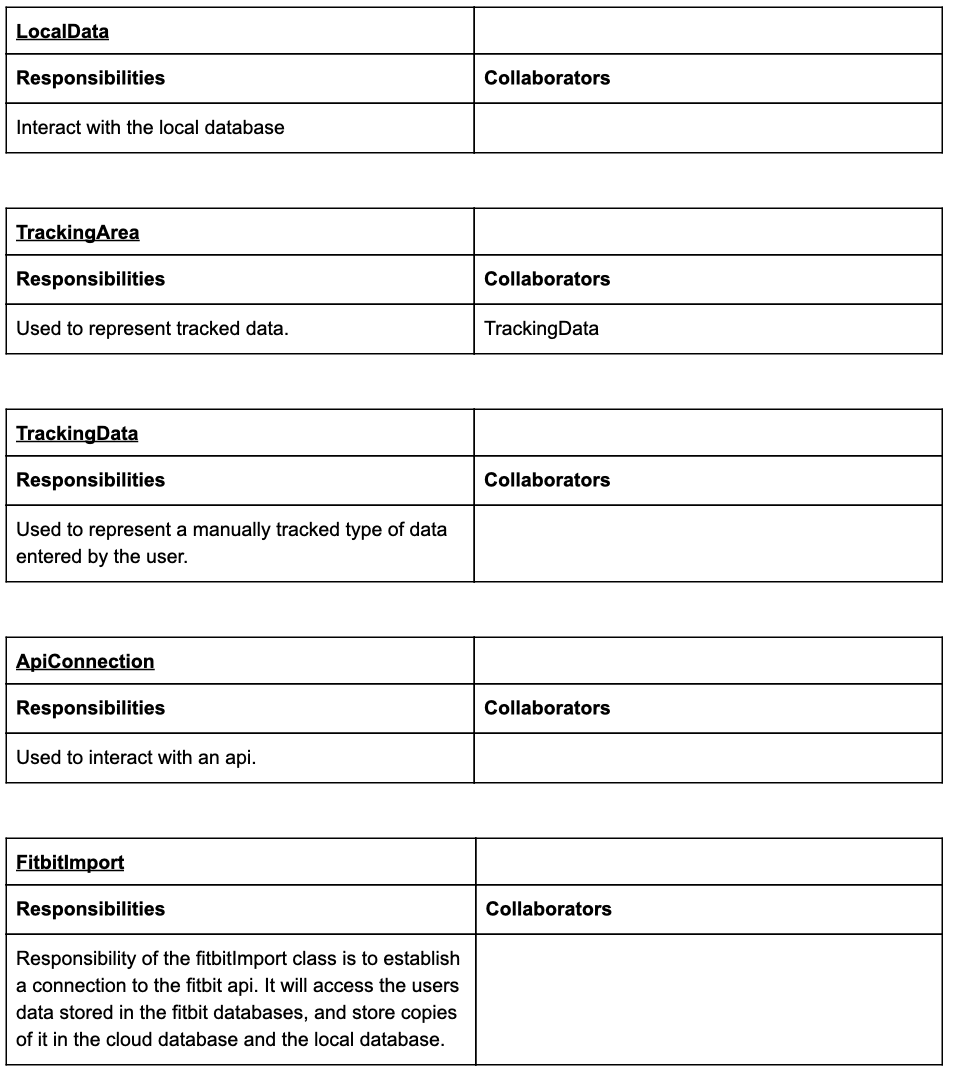 LocalData
Responsibilities Collaborators
Interact with the local database
TrackingArea
Responsibilities Collaborators
Used to represent tracked data. TrackingData
TrackingData
Responsibilities Collaborators
Used to represent a manually tracked type of data
entered by the user.
ApiConnection
Responsibilities Collaborators
Used to interact with an api.
FitbitImport
Responsibilities Collaborators
Responsibility of the fitbitImport class is to establish
a connection to the fitbit api. It will access the users
data stored in the fitbit databases, and store copies
of it in the cloud database and the local database.